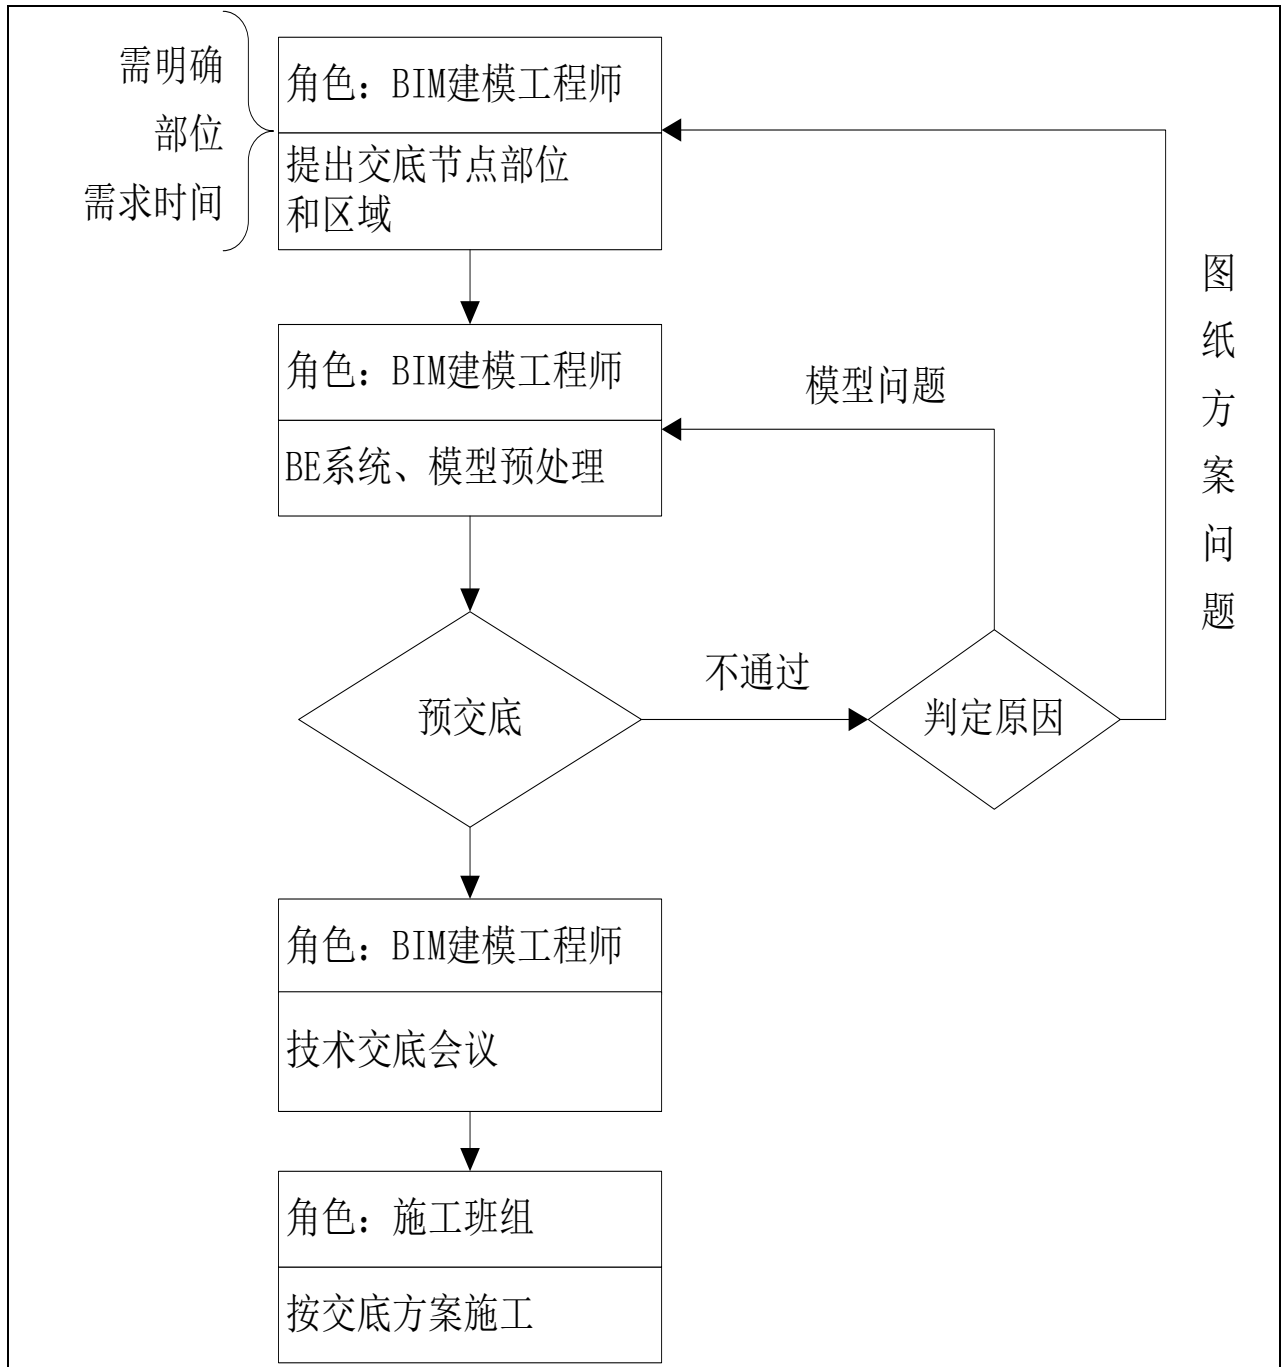 需明确
部位
需求时间
角色：BIM建模工程师
提出交底节点部位
和区域
角色：BIM建模工程师
BE系统、模型预处理
模型问题
图
纸
方
案
问
题
预交底
不通过
判定原因
角色：BIM建模工程师
技术交底会议
角色：施工班组
按交底方案施工